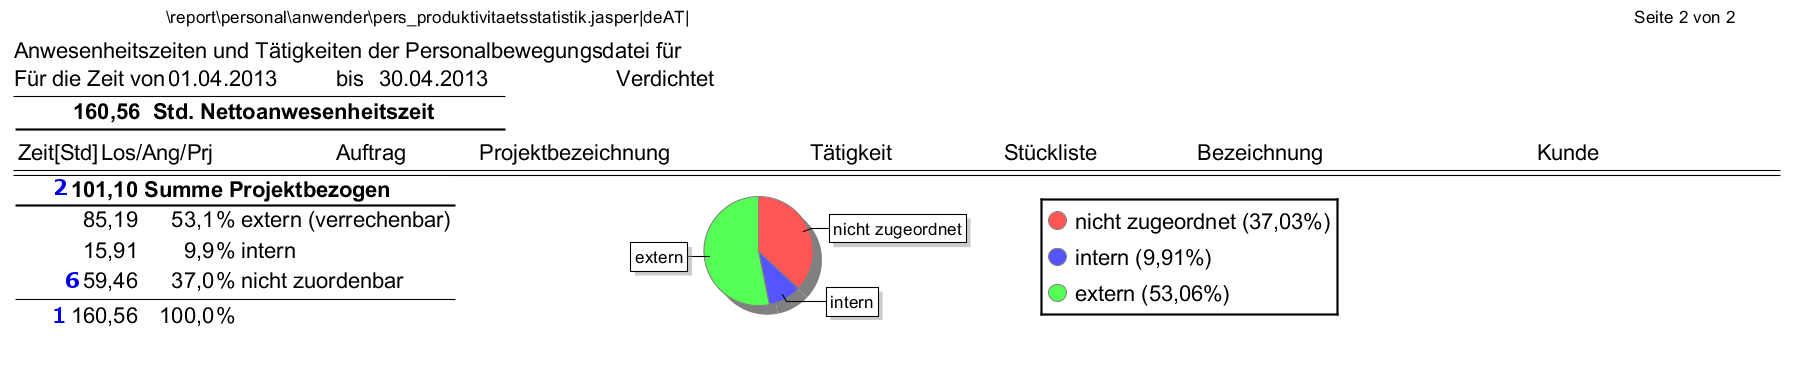 \report\personal\anwender\pers_produktivitaetsstatistik.jasper|deAT| Seite 2 von 2
Anwesenheitszeiten und Tätigkeiten der Personalbewegungsdatei für
Für die Zeit von 01.04.2013 bis 30.04.2013 Verdichtet
160,56 Std. Nettoanwesenheitszeit
Zeit[Std] Los/Ang/Prj Auftrag Projektbezeichnung Tätigkeit Stückliste Bezeichnung Kunde
2 101,10 Summe Projektbezogen
85,19 53,1% extern (verrechenbar)
15,91 9,9% intern
6 59,46 37,0% nicht zuordenbar
1 160,56 100,0%
nicht zugeordnet
extern
intern
nicht zugeordnet (37,03%)
intern (9,91%)
extern (53,06%)